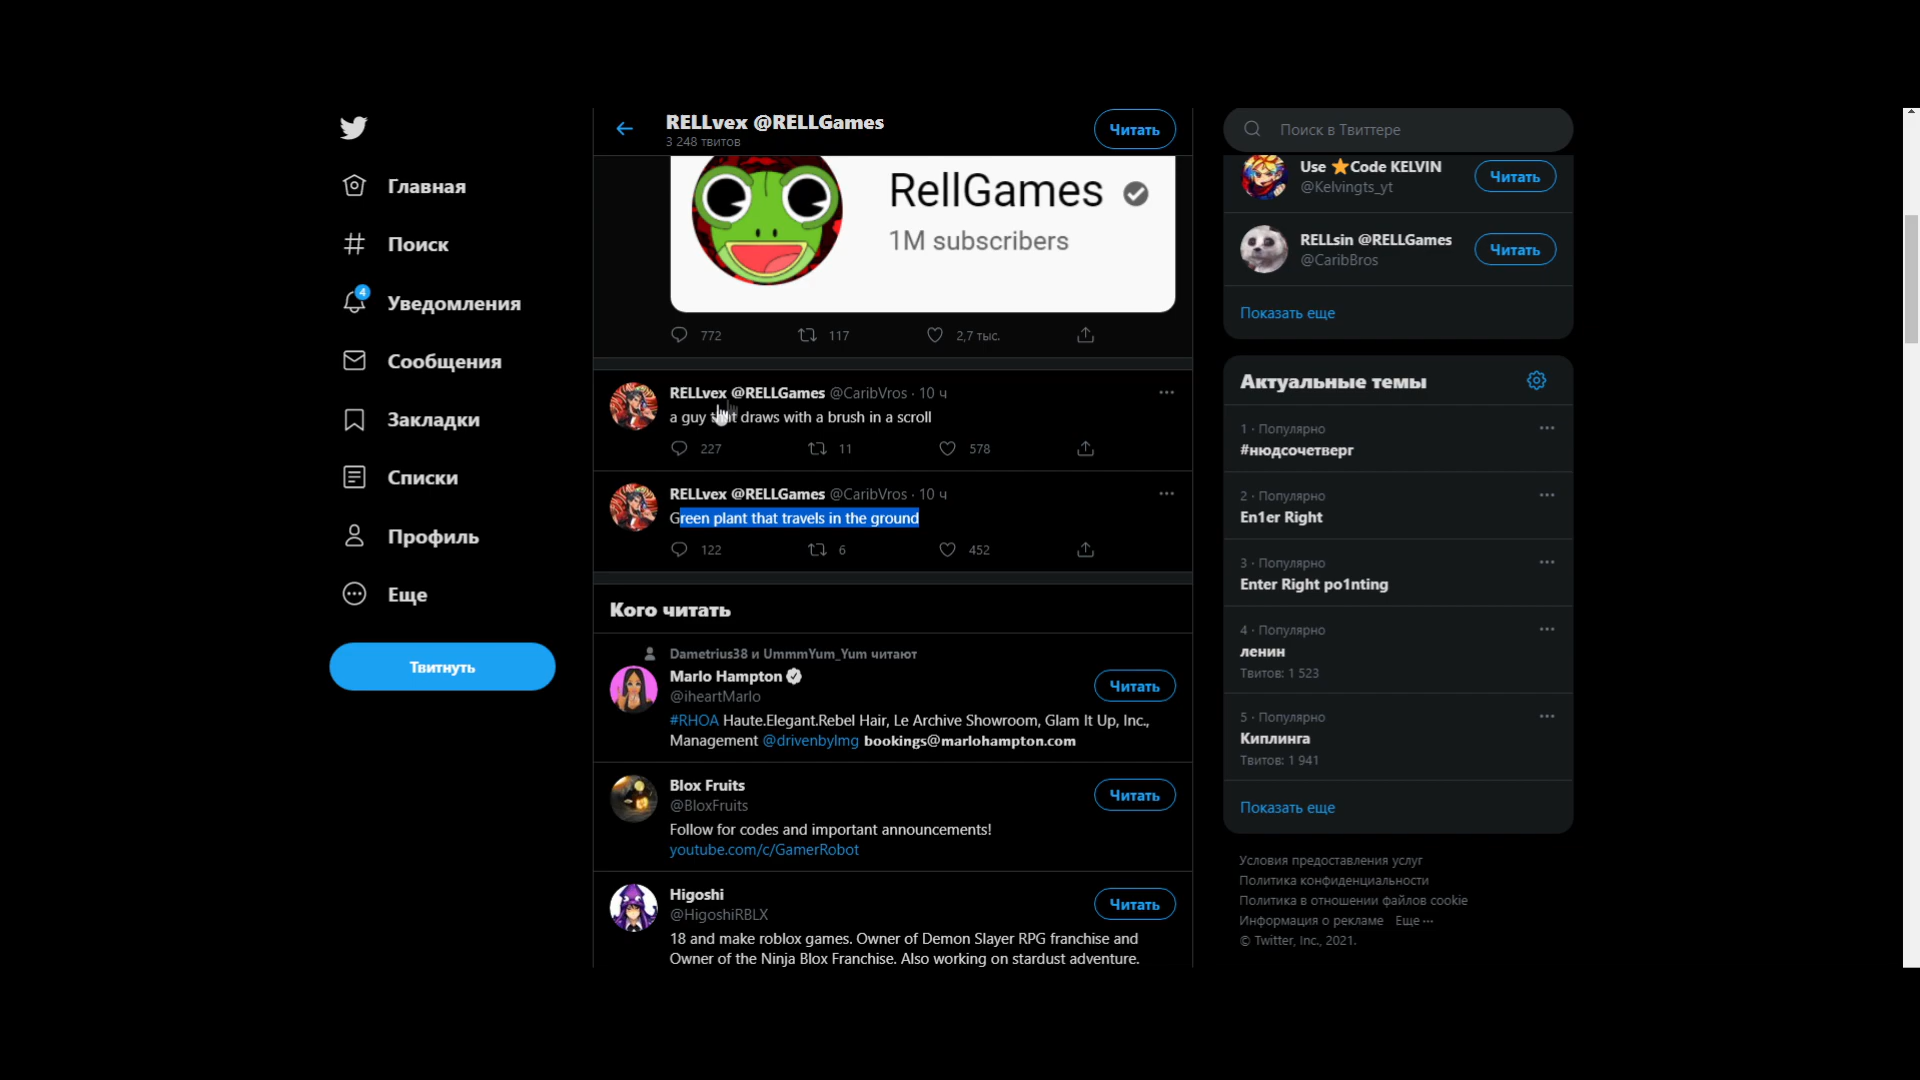 RELLvex @RELLGames
3 248 твитов
Читать
Поиск в Твиттере
Главная
Поиск
4
Уведомления
Сообщения
Закладки
Списки
Профиль
Еще
Твитнуть
RellGames
1M subscribers
772 117 2,7 тыс.
RELLvex @RELLGames @CaribVros · 10 ч
a guy that draws with a brush in a scroll
227 11 578
RELLvex @RELLGames @CaribVros · 10 ч
Green plant that travels in the ground
122 6 452
Кого читать
Dametrius38 и UmmmYum_Yum читают
Marlo Hampton
@iheartMarlo
Читать
#RHOA Haute.Elegant.Rebel Hair, Le Archive Showroom, Glam It Up, Inc.,
Management @drivenbylmg bookings@marlohampton.com
Blox Fruits
@BloxFruits
Читать
Follow for codes and important announcements!
youtube.com/c/GamerRobot
Higoshi
@HigoshiRBLX
Читать
18 and make roblox games. Owner of Demon Slayer RPG franchise and
Owner of the Ninja Blox Franchise. Also working on stardust adventure.
Use ⭐Code KELVIN
@Kelvingts_yt
Читать
RELLsin @RELLGames
@CaribBros
Читать
Показать еще
Актуальные темы
1 · Популярно
#нюдсочетверг
2 · Популярно
En1er Right
3 · Популярно
Enter Right po1nting
4 · Популярно
ленин
Твитов: 1 523
5 · Популярно
Киплинга
Твитов: 1 941
Показать еще
Условия предоставления услуг
Политика конфиденциальности
Политика в отношении файлов cookie
Информация о рекламе Еще ···
© Twitter, Inc., 2021.